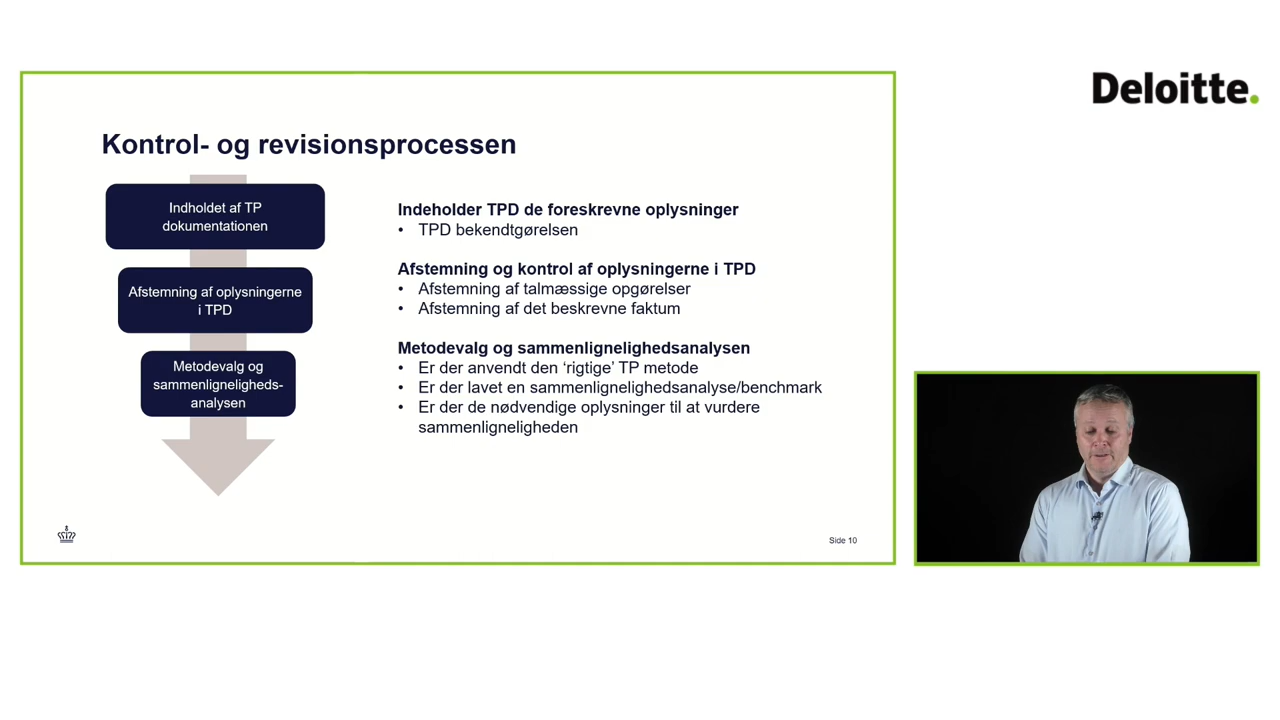 Deloitte.
Kontrol- og revisionsprocessen
Indholdet af TP
dokumentationen
Afstemning af oplysningerne
i TPD
Metodevalg og
sammenligneligheds-
analysen
Indeholder TPD de foreskrevne oplysninger
• TPD bekendtgørelsen
Afstemning og kontrol af oplysningerne i TPD
• Afstemning af talmæssige opgørelser
• Afstemning af det beskrevne faktum
Metodevalg og sammenlignelighedsanalysen
• Er der anvendt den ‘rigtige’ TP metode
• Er der lavet en sammenlignelighedsanalyse/benchmark
• Er der de nødvendige oplysninger til at vurdere
sammenligneligheden
Side 10